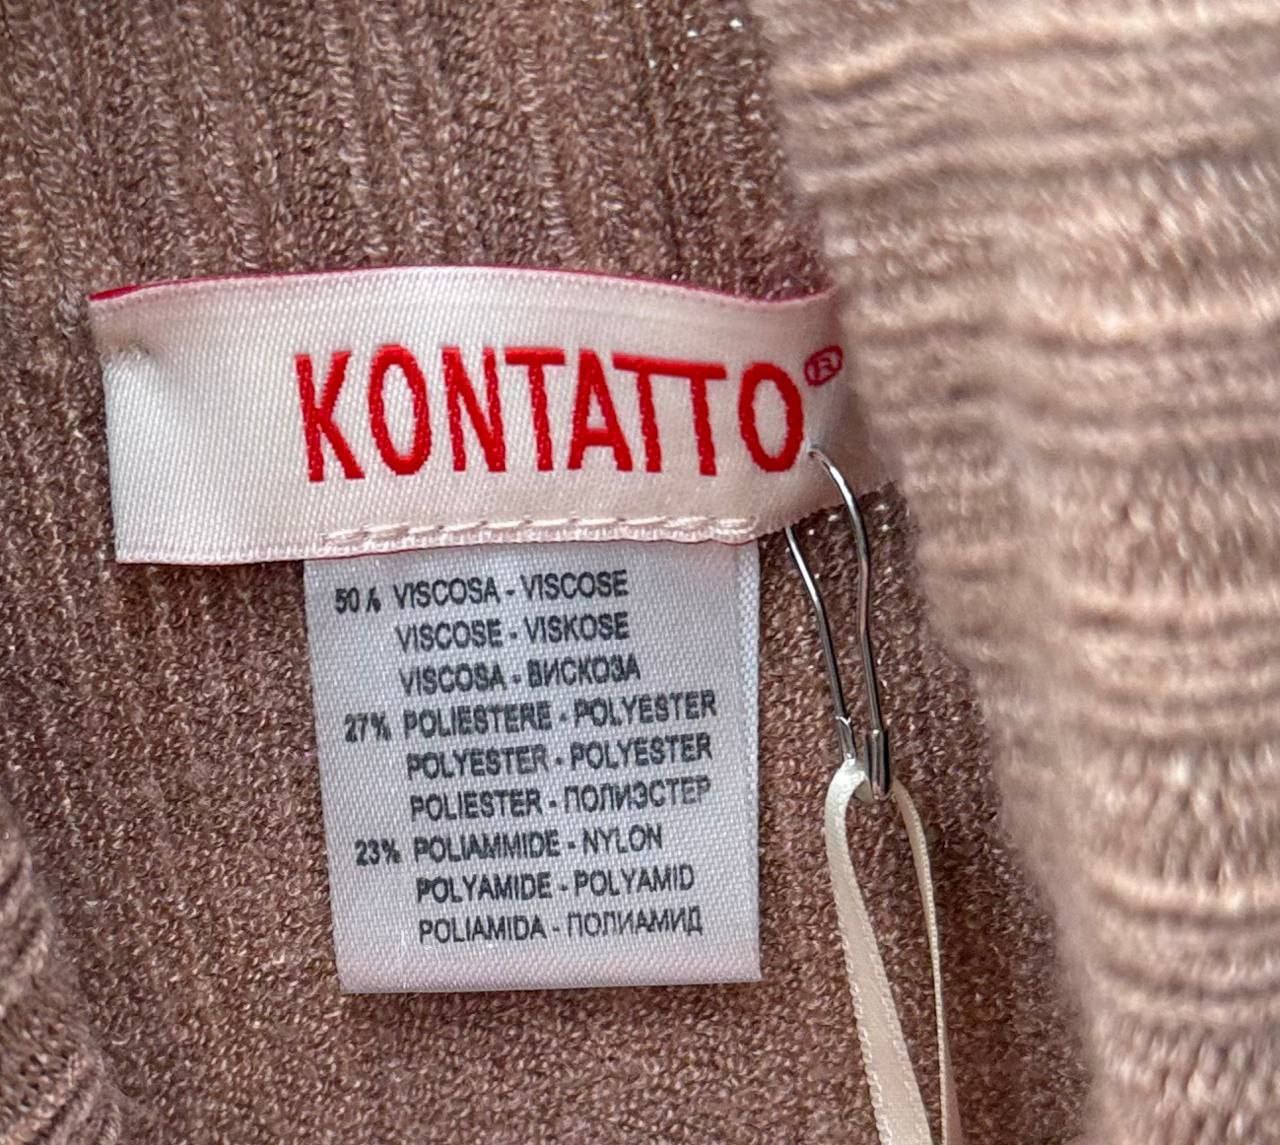 KONTATTO®
50% VISCOSA - VISCOSE
VISCOSE - VISKOSE
VISCOSA - ВИСКОЗА
27% POLIESTERE - POLYESTER
POLYESTER - POLYESTER
POLIESTER - ПОЛИЭСТЕР
23% POLIAMMIDE - NYLON
POLYAMIDE - POLYAMID
POLIAMIDA - ПОЛИАМИД